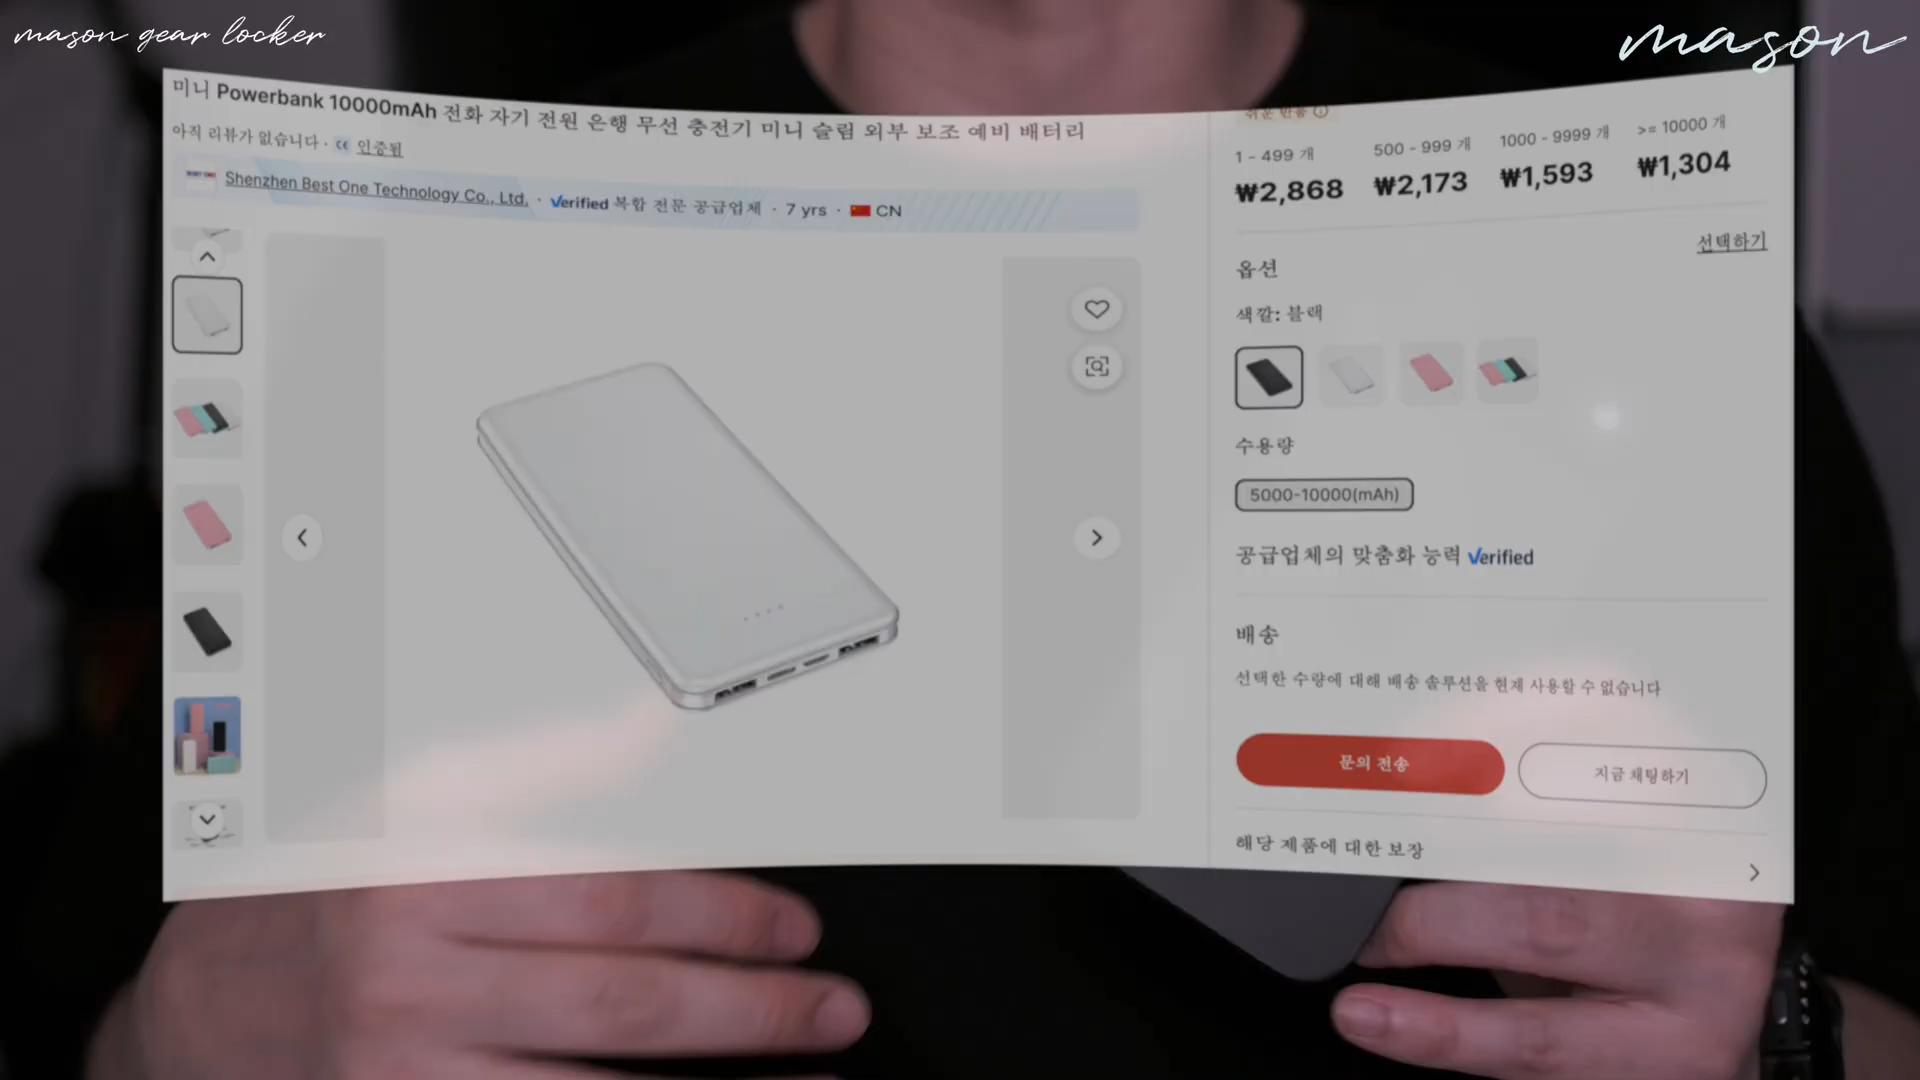 mason gear locker
mason
미니 Powerbank 10000mAh 전화 자기 전원 은행 무선 충전기 미니 슬림 외부 보조 예비 배터리
아직 리뷰가 없습니다 · CE 인증됨
Shenzhen Best One Technology Co., Ltd. · Verified 복합 전문 공급업체 · 7 yrs · CN
1 - 499 개
₩2,868
500 - 999 개
₩2,173
1000 - 9999 개
₩1,593
>= 10000 개
₩1,304
선택하기
옵션
색깔: 블랙
수용량
5000-10000(mAh)
공급업체의 맞춤화 능력 Verified
배송
선택한 수량에 대해 배송 솔루션을 현재 사용할 수 없습니다
문의 전송
지금 채팅하기
해당 제품에 대한 보장